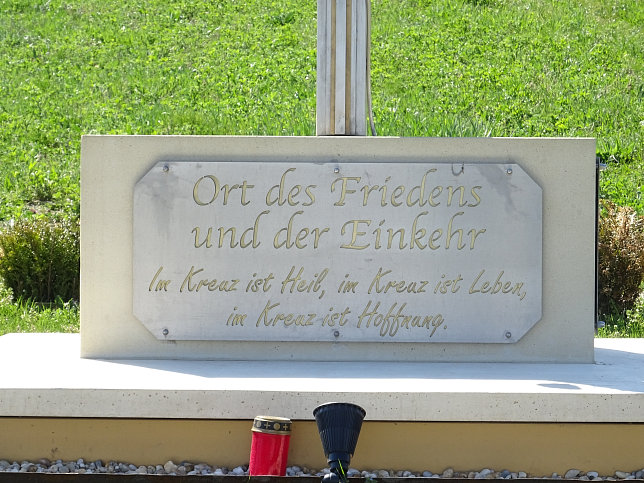 Ort des Friedens
und der Einkehr
Im Kreuz ist Heil, im Kreuz ist Leben,
im Kreuz ist Hoffnung.